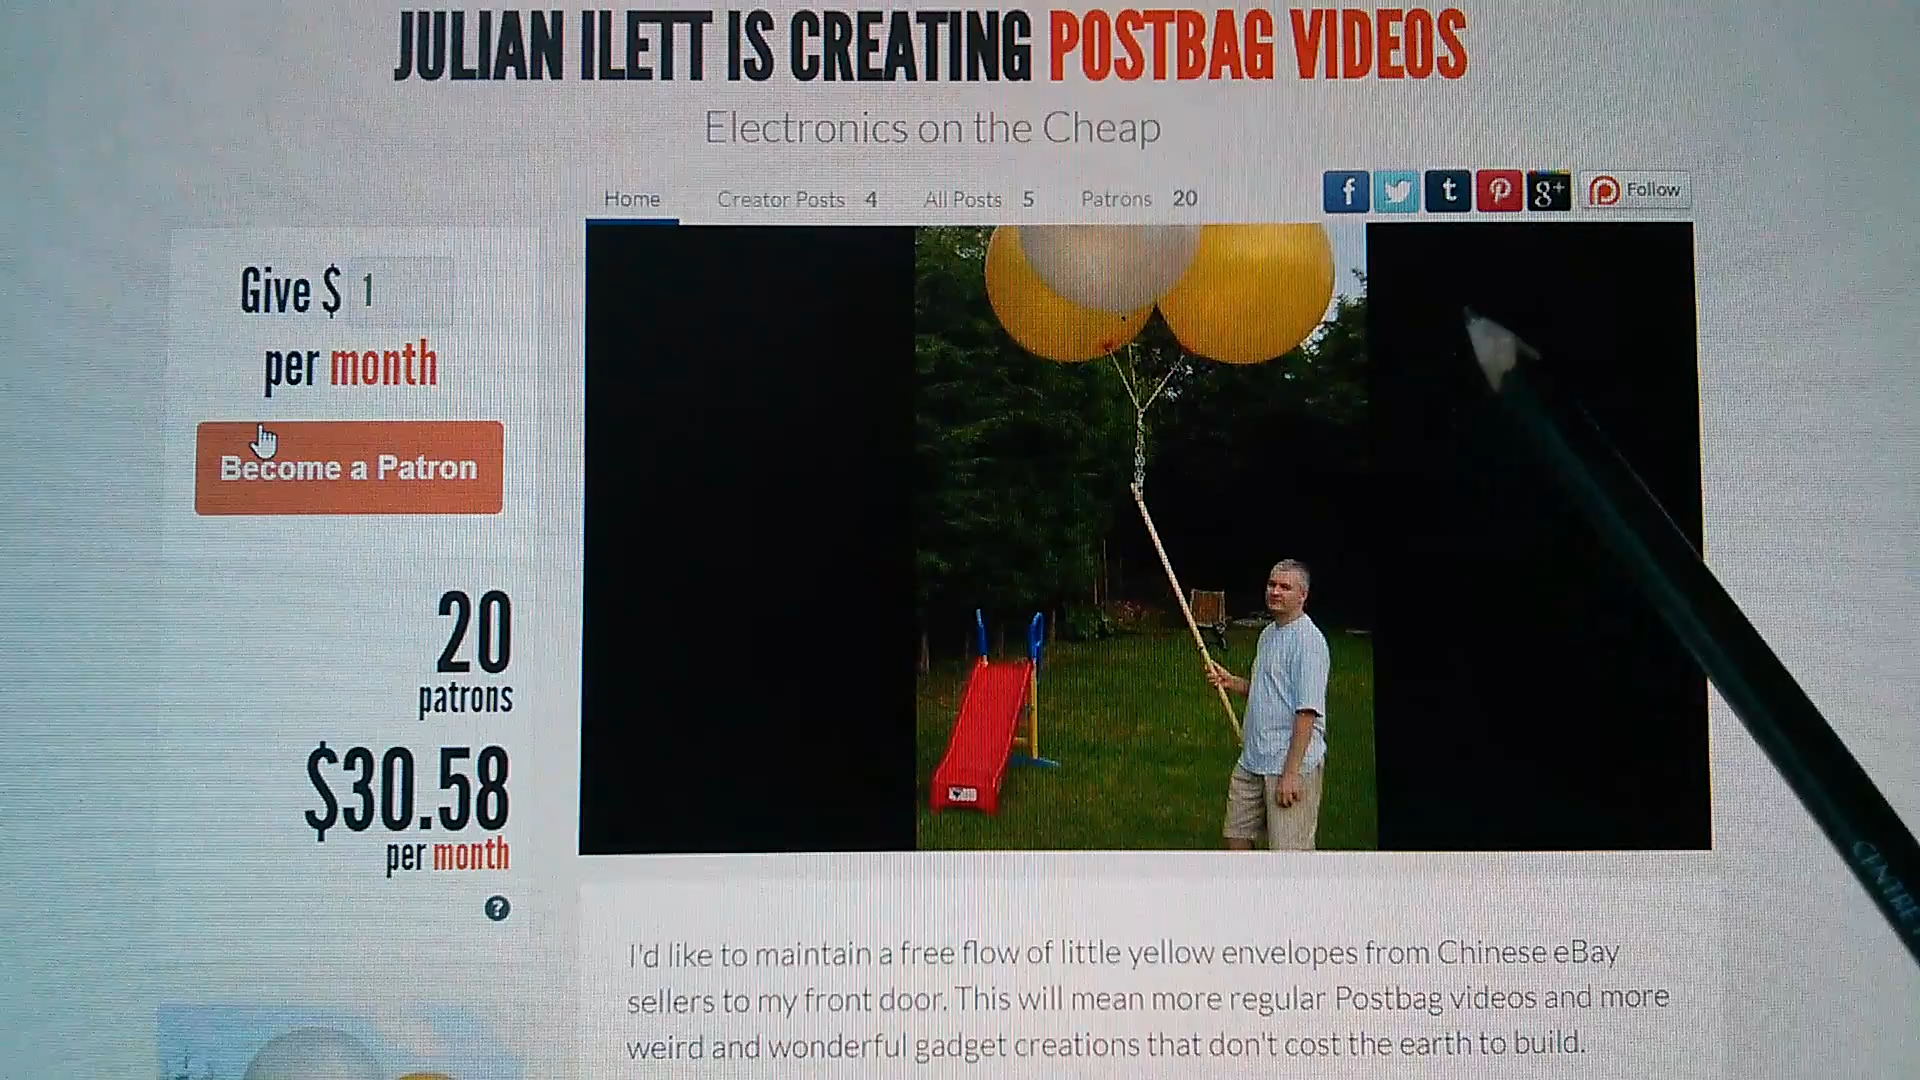 JULIAN ILETT IS CREATING POSTBAG VIDEOS
Electronics on the Cheap
Home Creator Posts 4 All Posts 5 Patrons 20
f t g+ Follow
Give $ 1
per month
Become a Patron
20
patrons
$30.58
per month
?
I'd like to maintain a free flow of little yellow envelopes from Chinese eBay
sellers to my front door. This will mean more regular Postbag videos and more
weird and wonderful gadget creations that don't cost the earth to build.